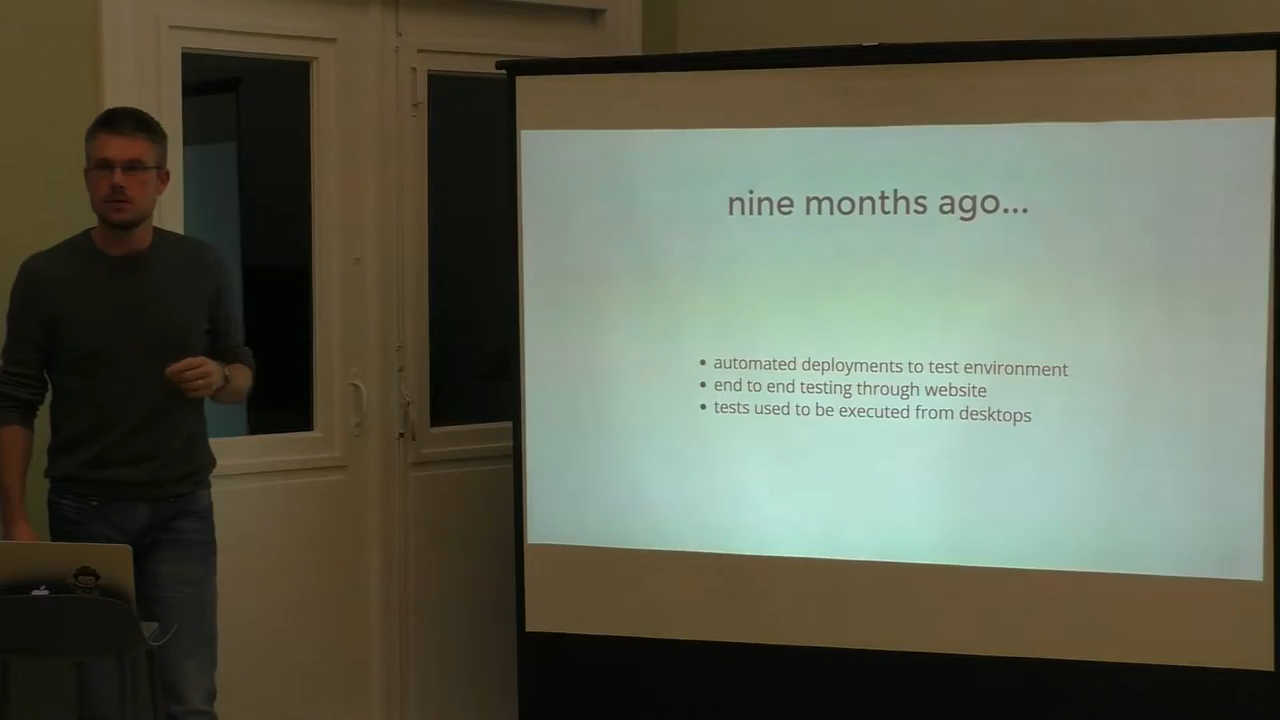 nine months ago...
• automated deployments to test environment
• end to end testing through website
• tests used to be executed from desktops